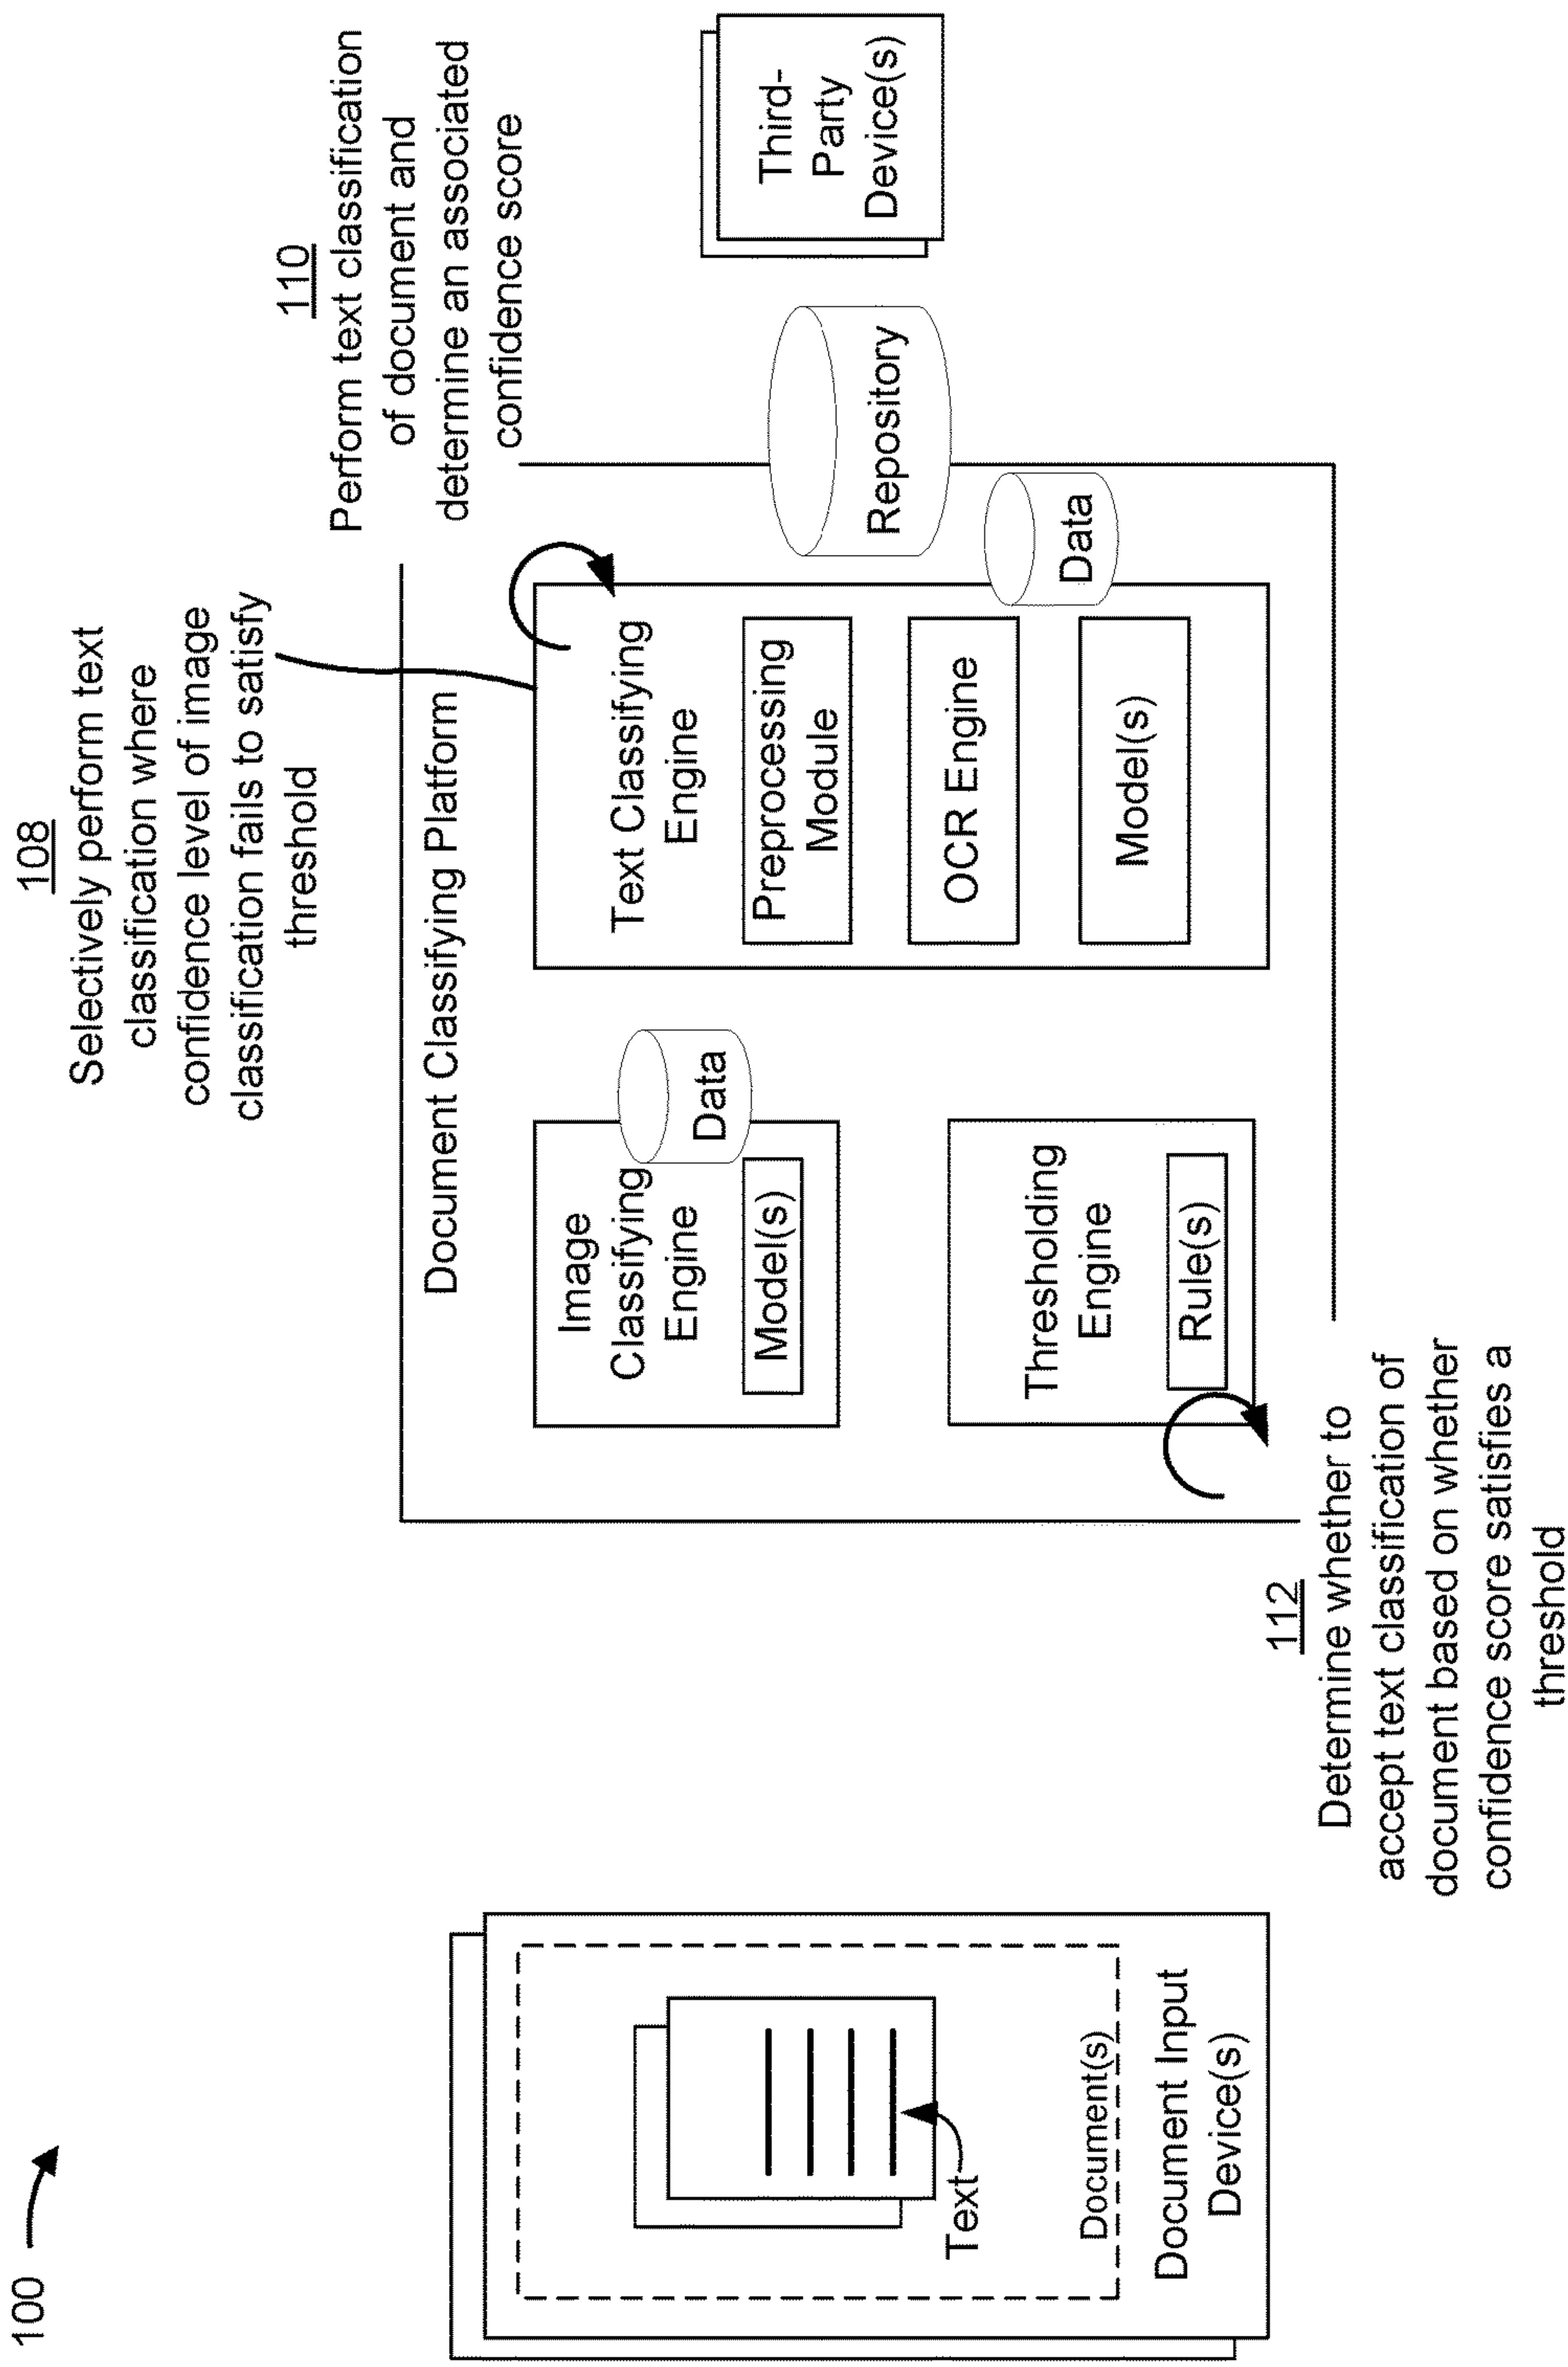 100
108
Selectively perform text
classification where
confidence level of image
classification fails to satisfy
threshold
110
Perform text classification
of document and
determine an associated
confidence score
Document Classifying Platform
Image
Classifying
Engine
Model(s)
Data
Text Classifying
Engine
Preprocessing
Module
OCR Engine
Model(s)
Data
Repository
Third-
Party
Device(s)
Thresholding
Engine
Rule(s)
Text
Document(s)
Document Input
Device(s)
112
Determine whether to
accept text classification of
document based on whether
confidence score satisfies a
threshold